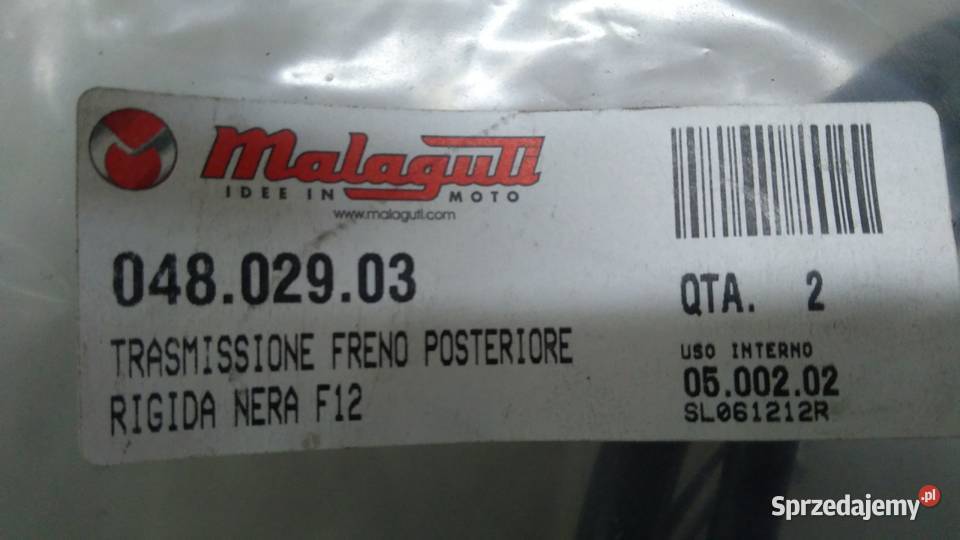 Malaguti
IDEE IN MOTO
www.malaguti.com
048.029.03
TRASMISSIONE FRENO POSTERIORE
RIGIDA NERA F12
QTA. 2
USO INTERNO
05.002.02
SL061212R
Sprzedajemy.pl